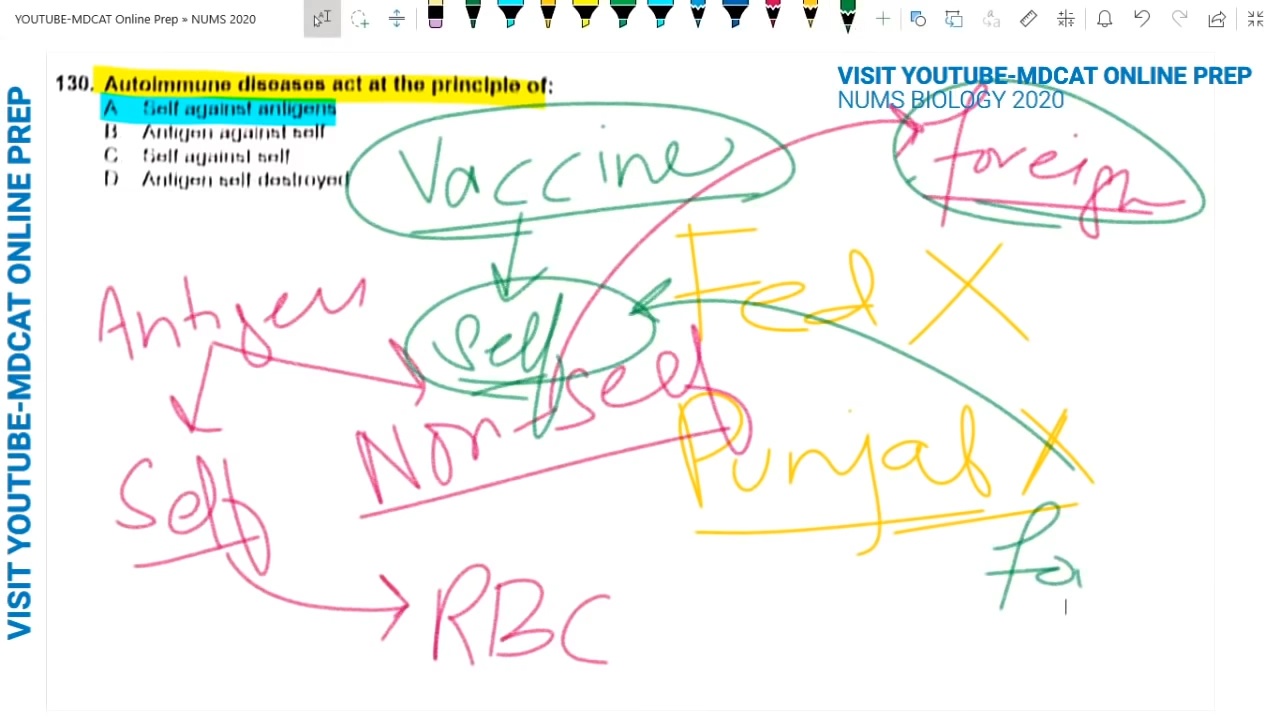 YOUTUBE-MDCAT Online Prep » NUMS 2020
VISIT YOUTUBE-MDCAT ONLINE PREP
VISIT YOUTUBE-MDCAT ONLINE PREP
NUMS BIOLOGY 2020
130. Autoimmune diseases act at the principle of:
A Self against antigens
B Antigen against self
C Self against self
D Antigen self destroyed
Vaccine
foreign
Antigen
Self
Fed X
Non-self
Punjab X
Self
RBC